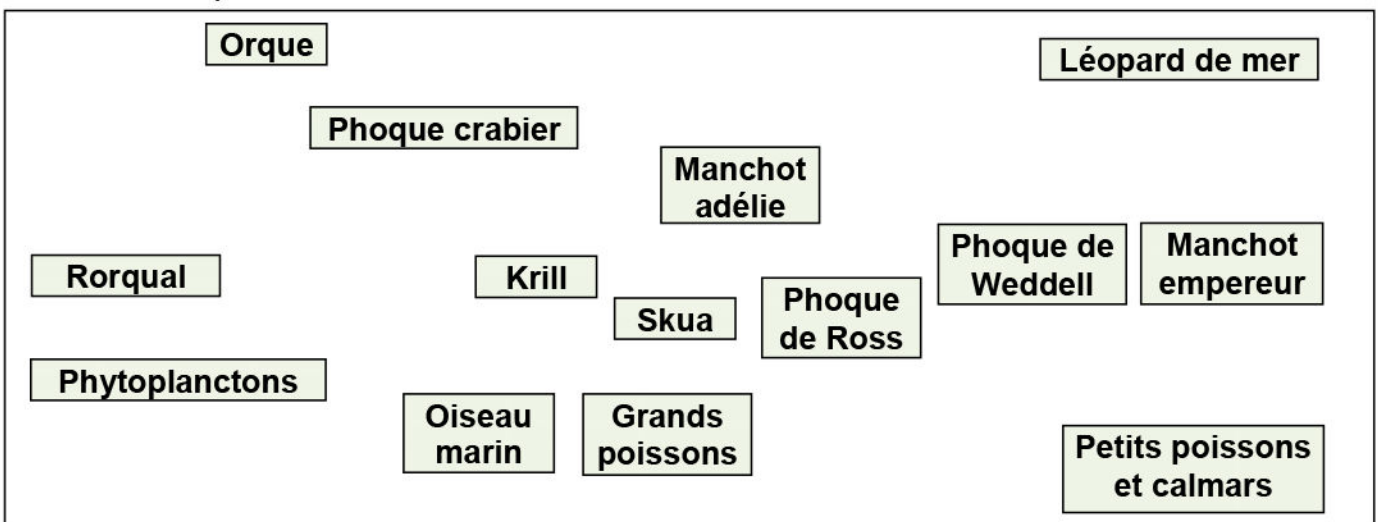 Orque
Léopard de mer
Phoque crabier
Manchot
adélie
Phoque de
Weddell
Manchot
empereur
Rorqual
Krill
Skua
Phoque
de Ross
Phytoplanctons
Oiseau
marin
Grands
poissons
Petits poissons
et calmars